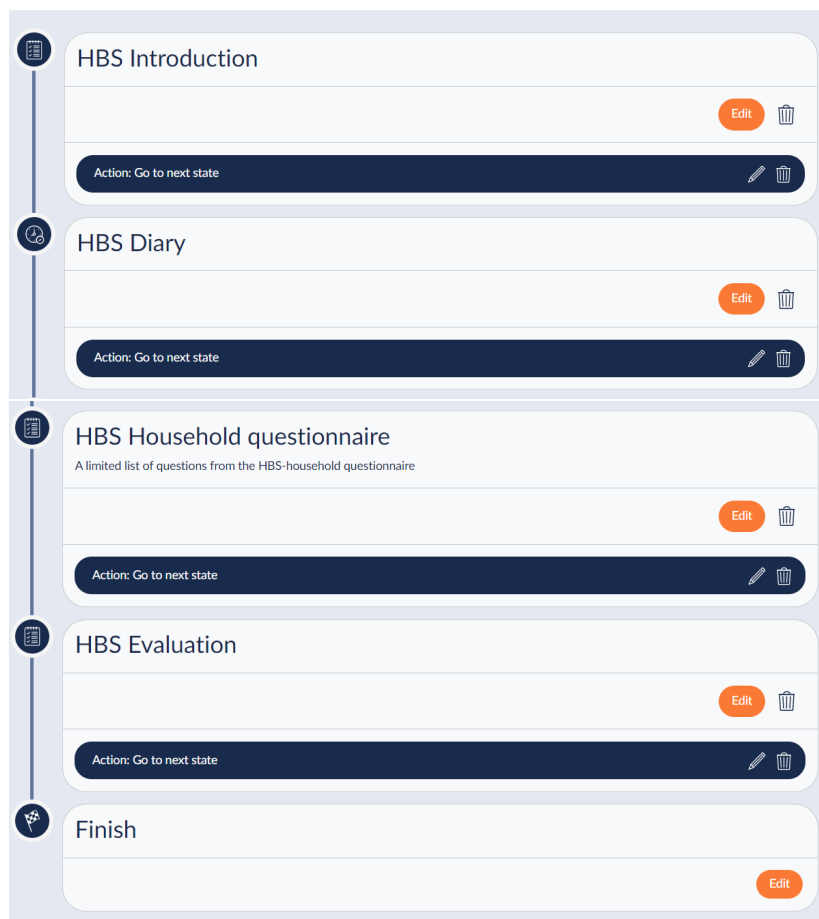 HBS Introduction
Edit
Action: Go to next state
HBS Diary
Edit
Action: Go to next state
HBS Household questionnaire
A limited list of questions from the HBS-household questionnaire
Edit
Action: Go to next state
HBS Evaluation
Edit
Action: Go to next state
Finish
Edit